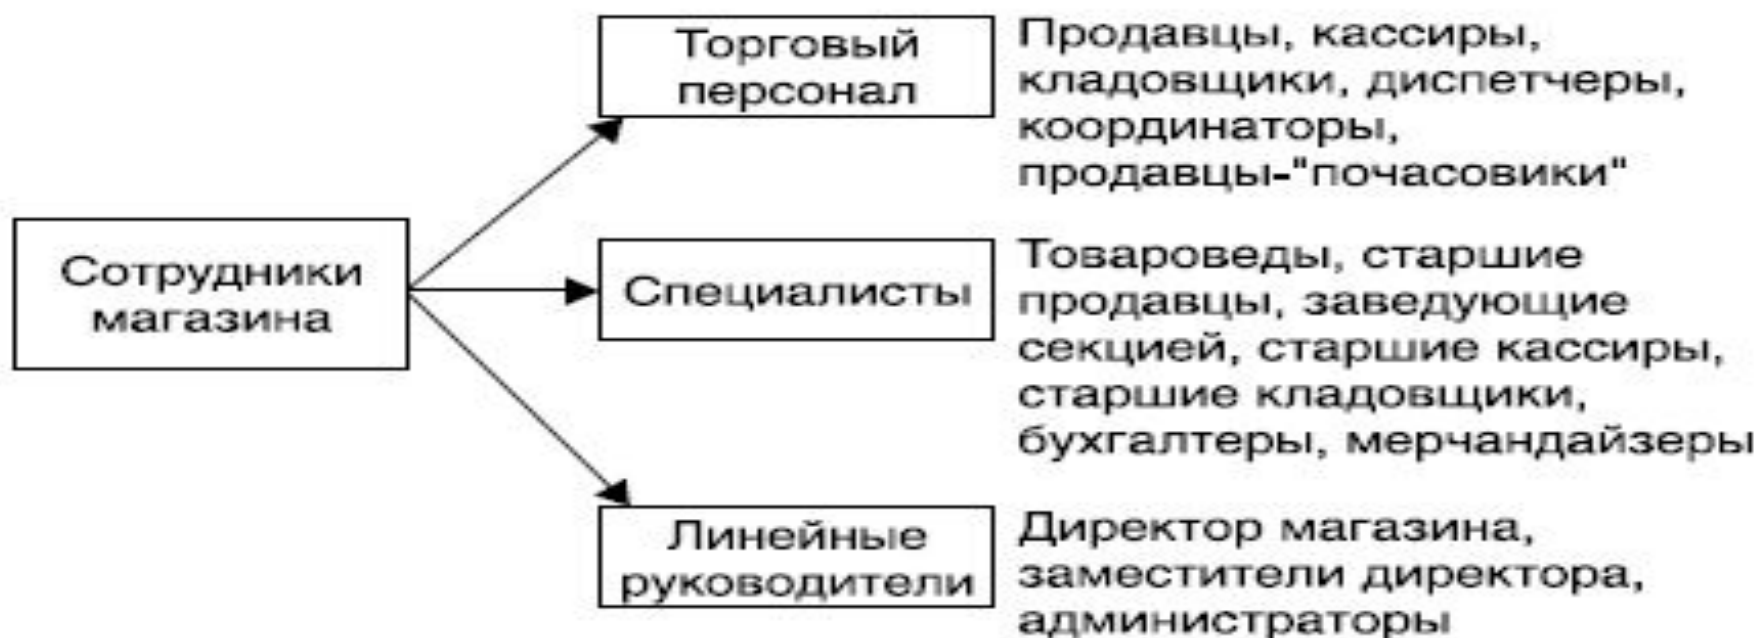 Сотрудники
магазина
Торговый
персонал
Продавцы, кассиры,
кладовщики, диспетчеры,
координаторы,
продавцы-"почасовики"
Специалисты
Товароведы, старшие
продавцы, заведующие
секцией, старшие кассиры,
старшие кладовщики,
бухгалтеры, мерчандайзеры
Линейные
руководители
Директор магазина,
заместители директора,
администраторы